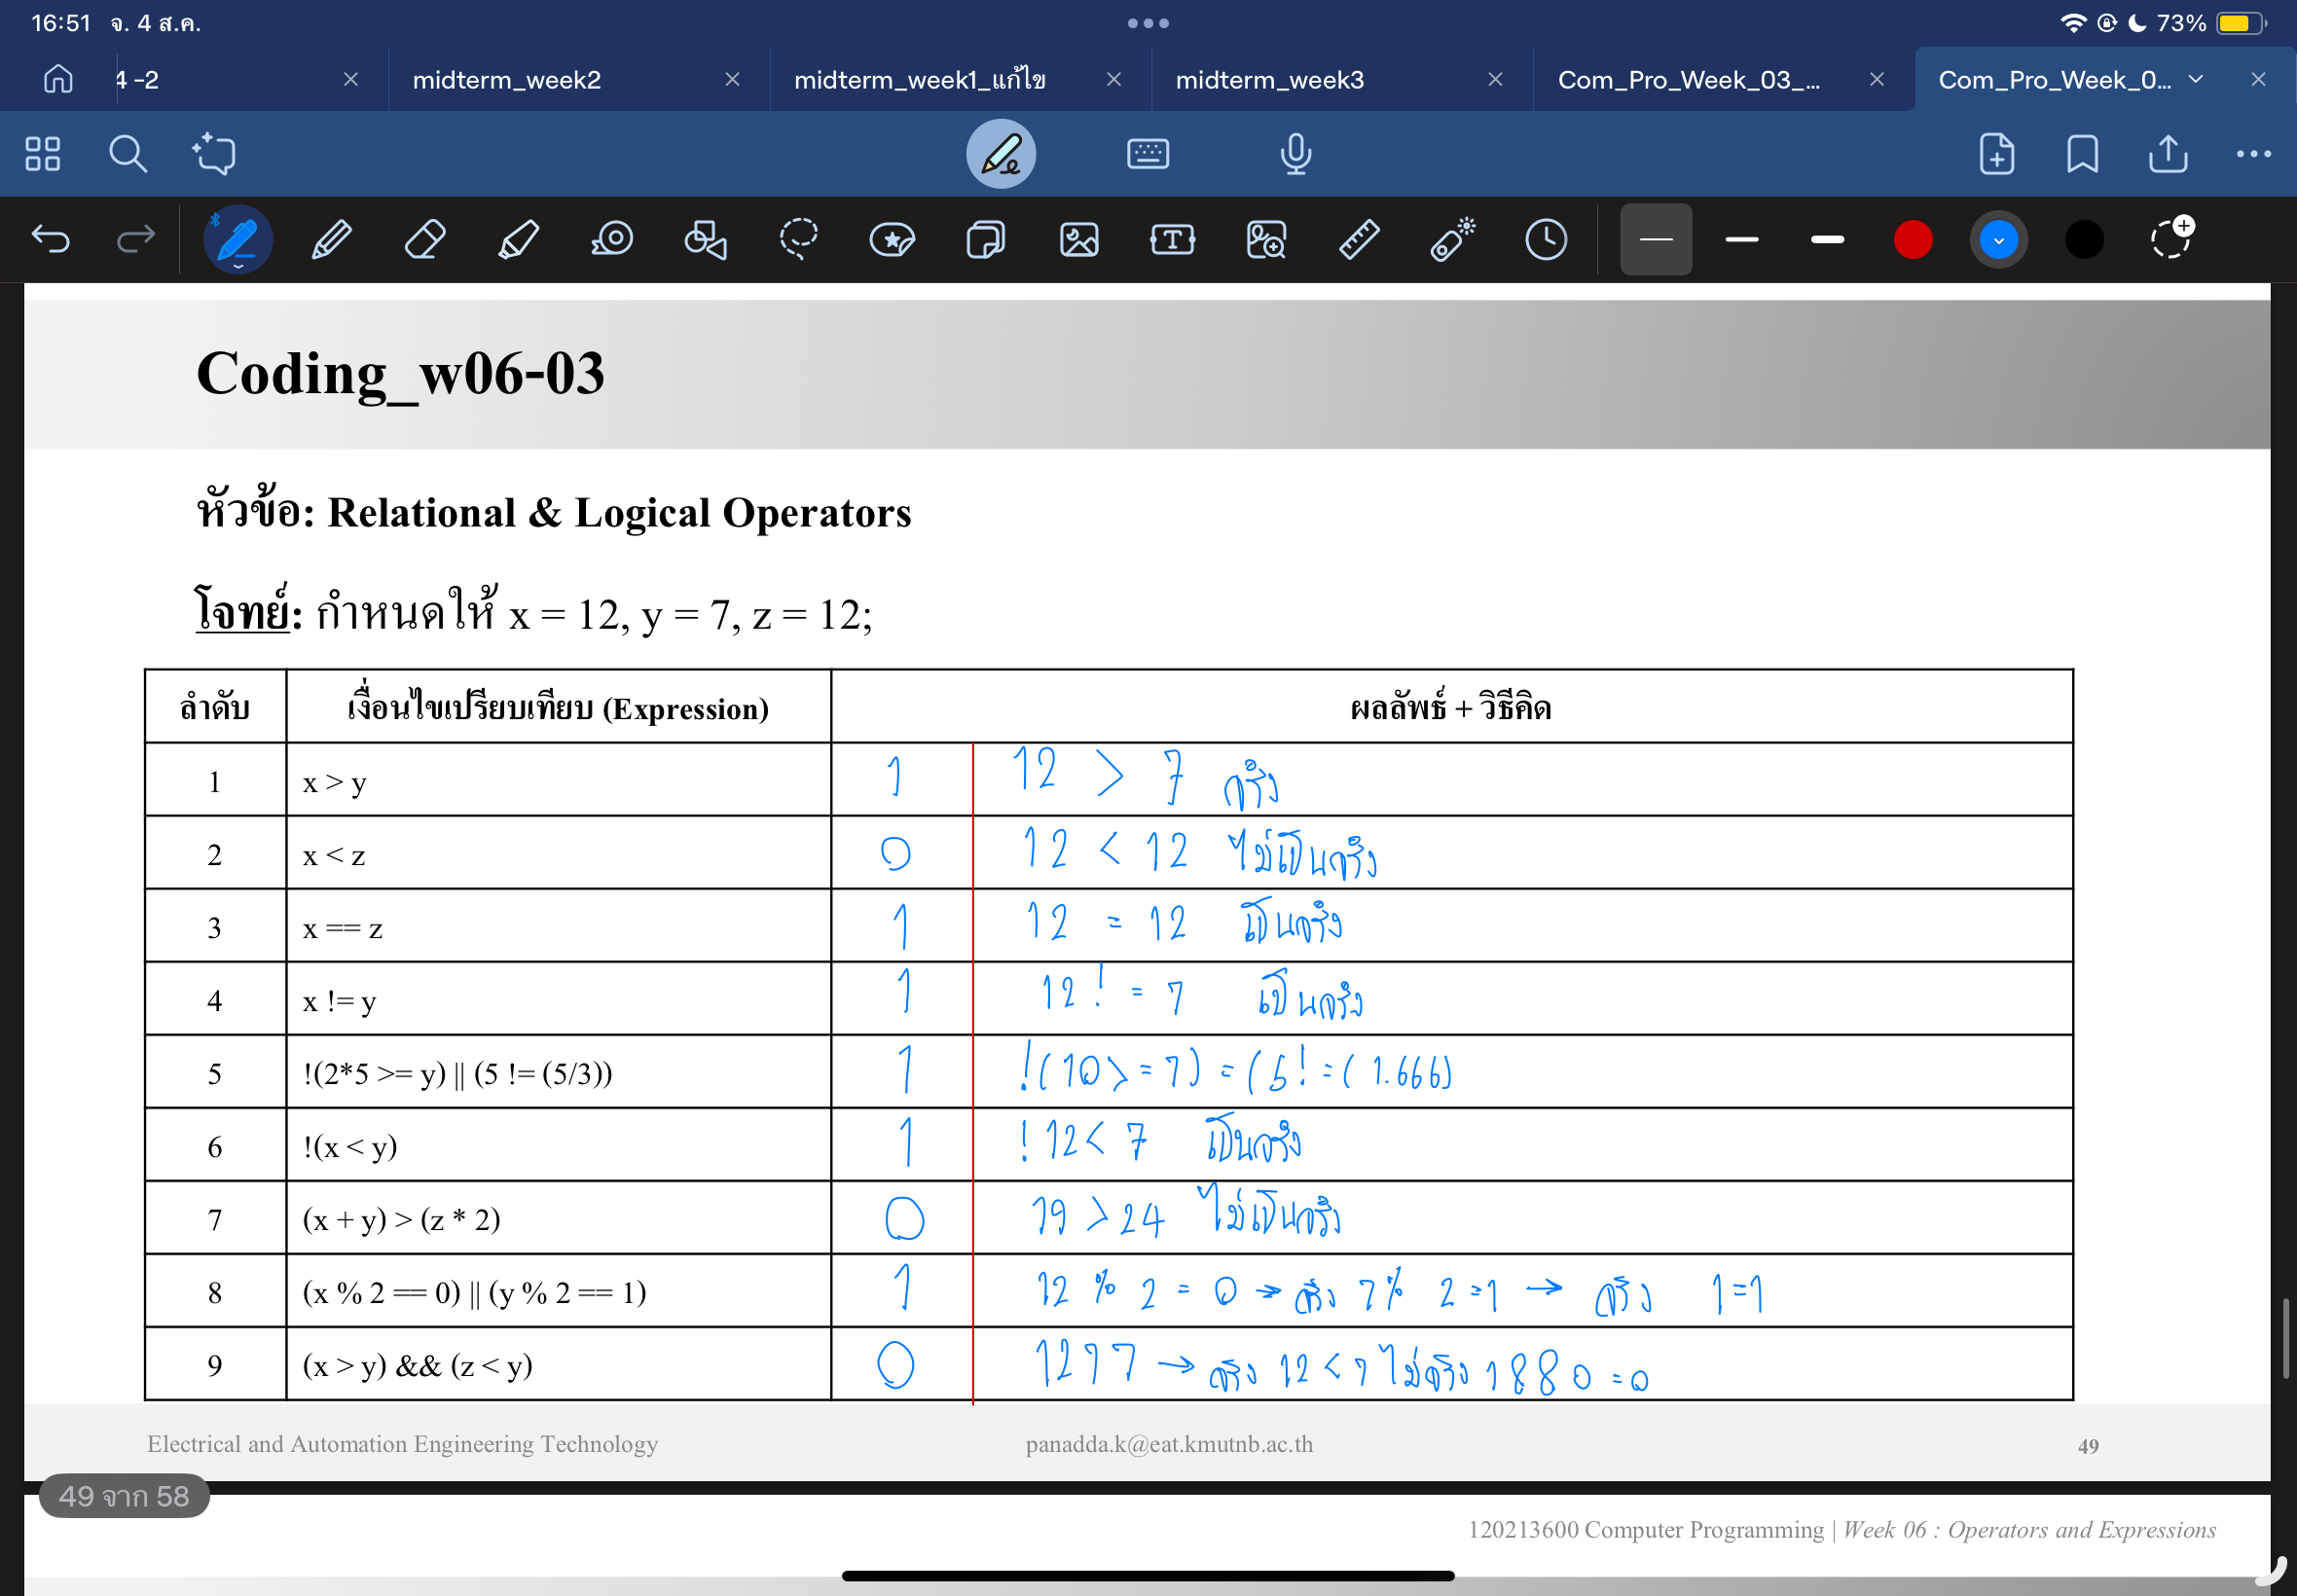 16:51 จ. 4 ส.ค. 73%
4 -2 midterm_week2 midterm_week1_แก้ไข midterm_week3 Com_Pro_Week_03_... Com_Pro_Week_0...
Coding_w06-03
หัวข้อ: Relational & Logical Operators
โจทย์: กำหนดให้ x = 12, y = 7, z = 12;
ลำดับ เงื่อนไขเปรียบเทียบ (Expression) ผลลัพธ์ + วิธีคิด
1 x > y 1 12 > 7 จริง
2 x < z 0 12 < 12 ไม่เป็นจริง
3 x == z 1 12 = 12 เป็นจริง
4 x != y 1 12 ! = 7 เป็นจริง
5 !(2*5 >= y) || (5 != (5/3)) 1 !(10 > = 7) = (5! = (1.666)
6 !(x < y) 1 ! 12 < 7 เป็นจริง
7 (x + y) > (z * 2) 0 19 > 24 ไม่เป็นจริง
8 (x % 2 == 0) || (y % 2 == 1) 1 12 % 2 = 0 → จริง 7 % 2 = 1 → จริง 1=1
9 (x > y) && (z < y) 0 12 7 7 → จริง 12 < 7 ไม่จริง 1 8 8 0 = 0
Electrical and Automation Engineering Technology panadda.k@eat.kmutnb.ac.th 49
49 จาก 58
120213600 Computer Programming | Week 06 : Operators and Expressions